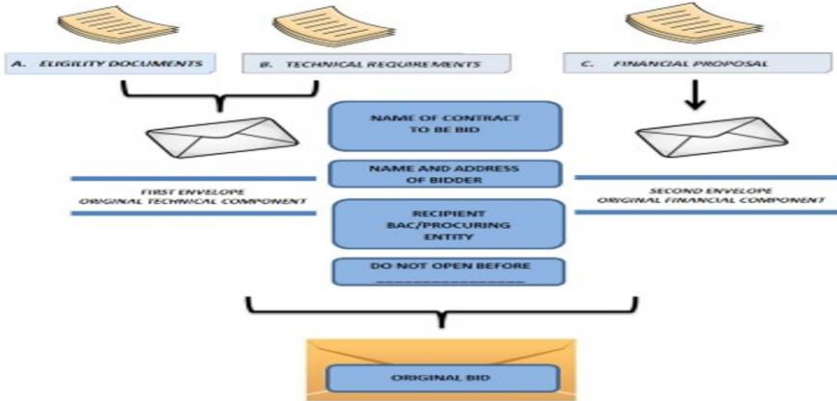 A. ELIGILITY DOCUMENTS
B. TECHNICAL REQUIREMENTS
C. FINANCIAL PROPOSAL
NAME OF CONTRACT
TO BE BID
NAME AND ADDRESS
OF BIDDER
FIRST ENVELOPE
ORIGINAL TECHNICAL COMPONENT
SECOND ENVELOPE
ORIGINAL FINANCIAL COMPONENT
RECIPIENT
BAC/PROCURING
ENTITY
DO NOT OPEN BEFORE
________________
ORIGINAL BID